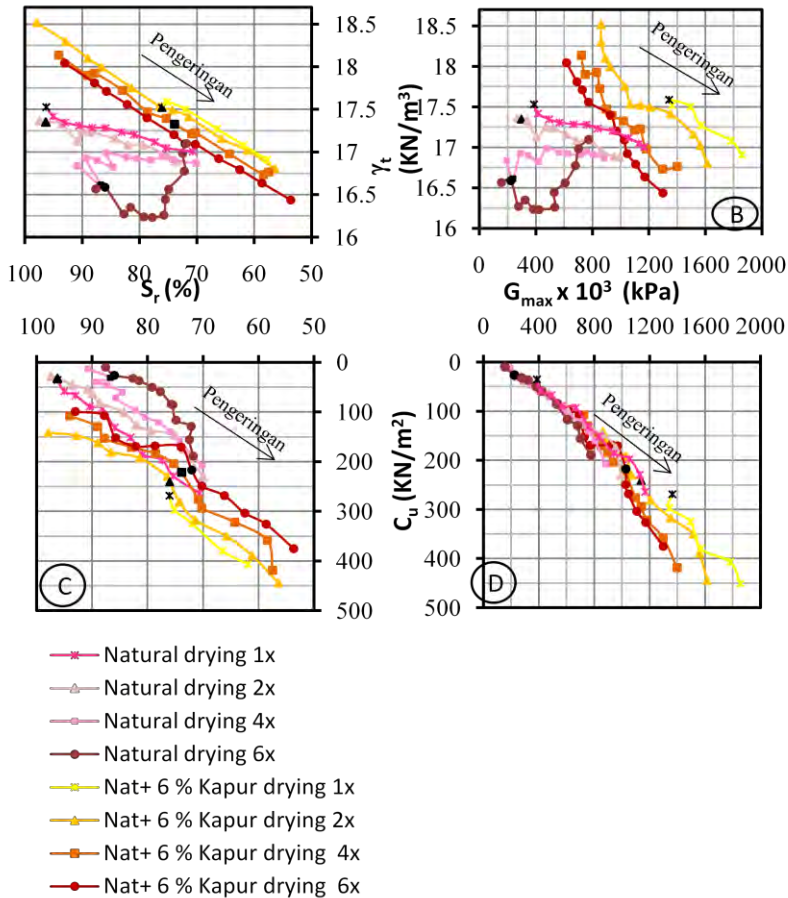 18.5
18
17.5
17
16.5
16
γt
(KN/m³)
18.5
18
17.5
17
16.5
16
Pengeringan
Pengeringan
B
100 90 80 70 60 50
Sr (%)
0 400 800 1200 1600 2000
Gmax x 10³ (kPa)
100 90 80 70 60 50
0 400 800 1200 1600 2000
0
100
200
300
400
500
Cu (KN/m²)
0
100
200
300
400
500
Pengeringan
Pengeringan
C
D
Natural drying 1x
Natural drying 2x
Natural drying 4x
Natural drying 6x
Nat+ 6 % Kapur drying 1x
Nat+ 6 % Kapur drying 2x
Nat+ 6 % Kapur drying 4x
Nat+ 6 % Kapur drying 6x